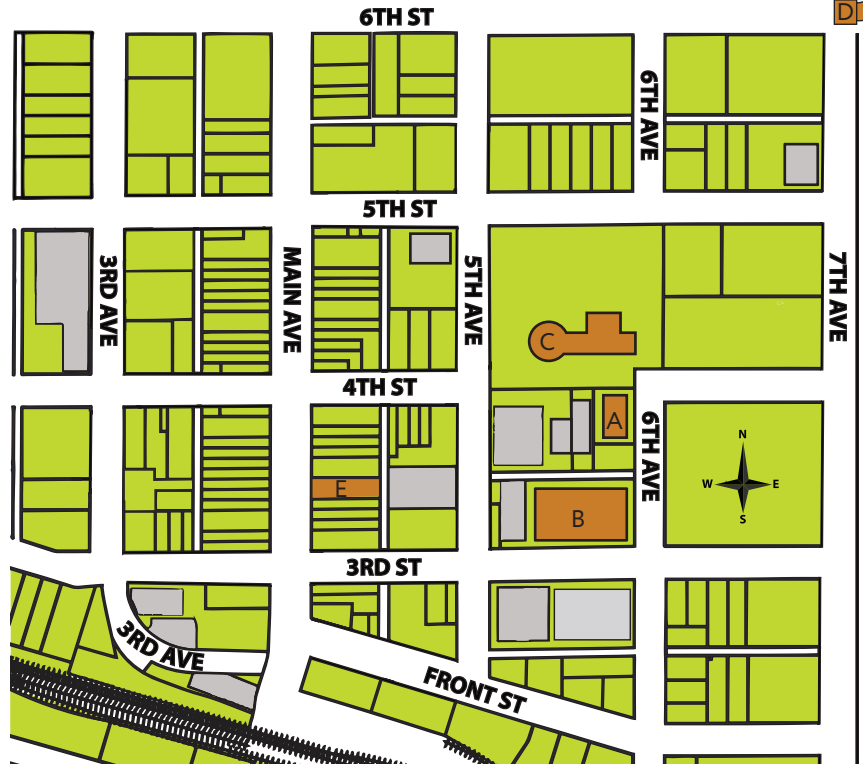 D
6TH ST
6TH AVE
5TH ST
3RD AVE
MAIN AVE
5TH AVE
7TH AVE
C
4TH ST
A
6TH AVE
N
W E
S
E
B
3RD ST
3RD AVE
FRONT ST